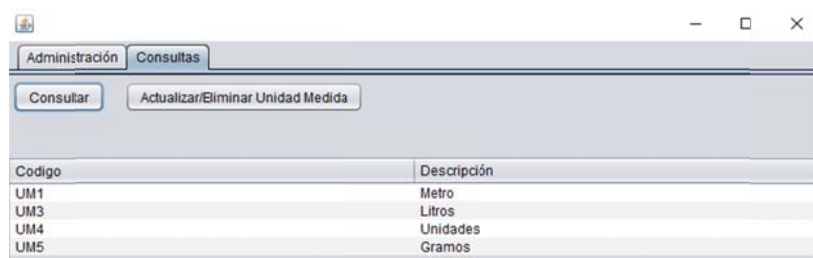 Administración Consultas
Consultar Actualizar/Eliminar Unidad Medida
Codigo Descripción
UM1 Metro
UM3 Litros
UM4 Unidades
UM5 Gramos